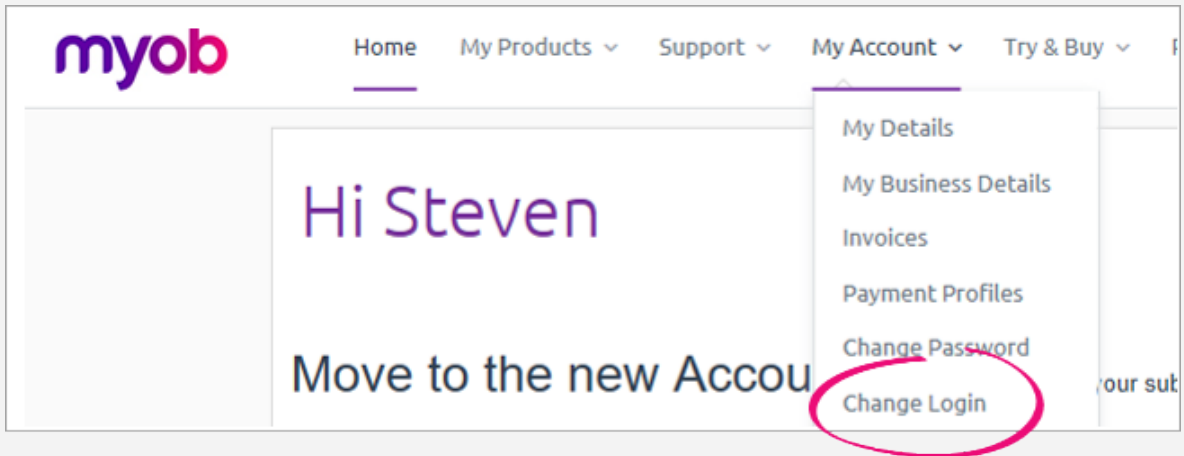 myob
Home My Products Support My Account Try & Buy
My Details
My Business Details
Invoices
Payment Profiles
Change Password
Change Login
Hi Steven
Move to the new Accou your sub